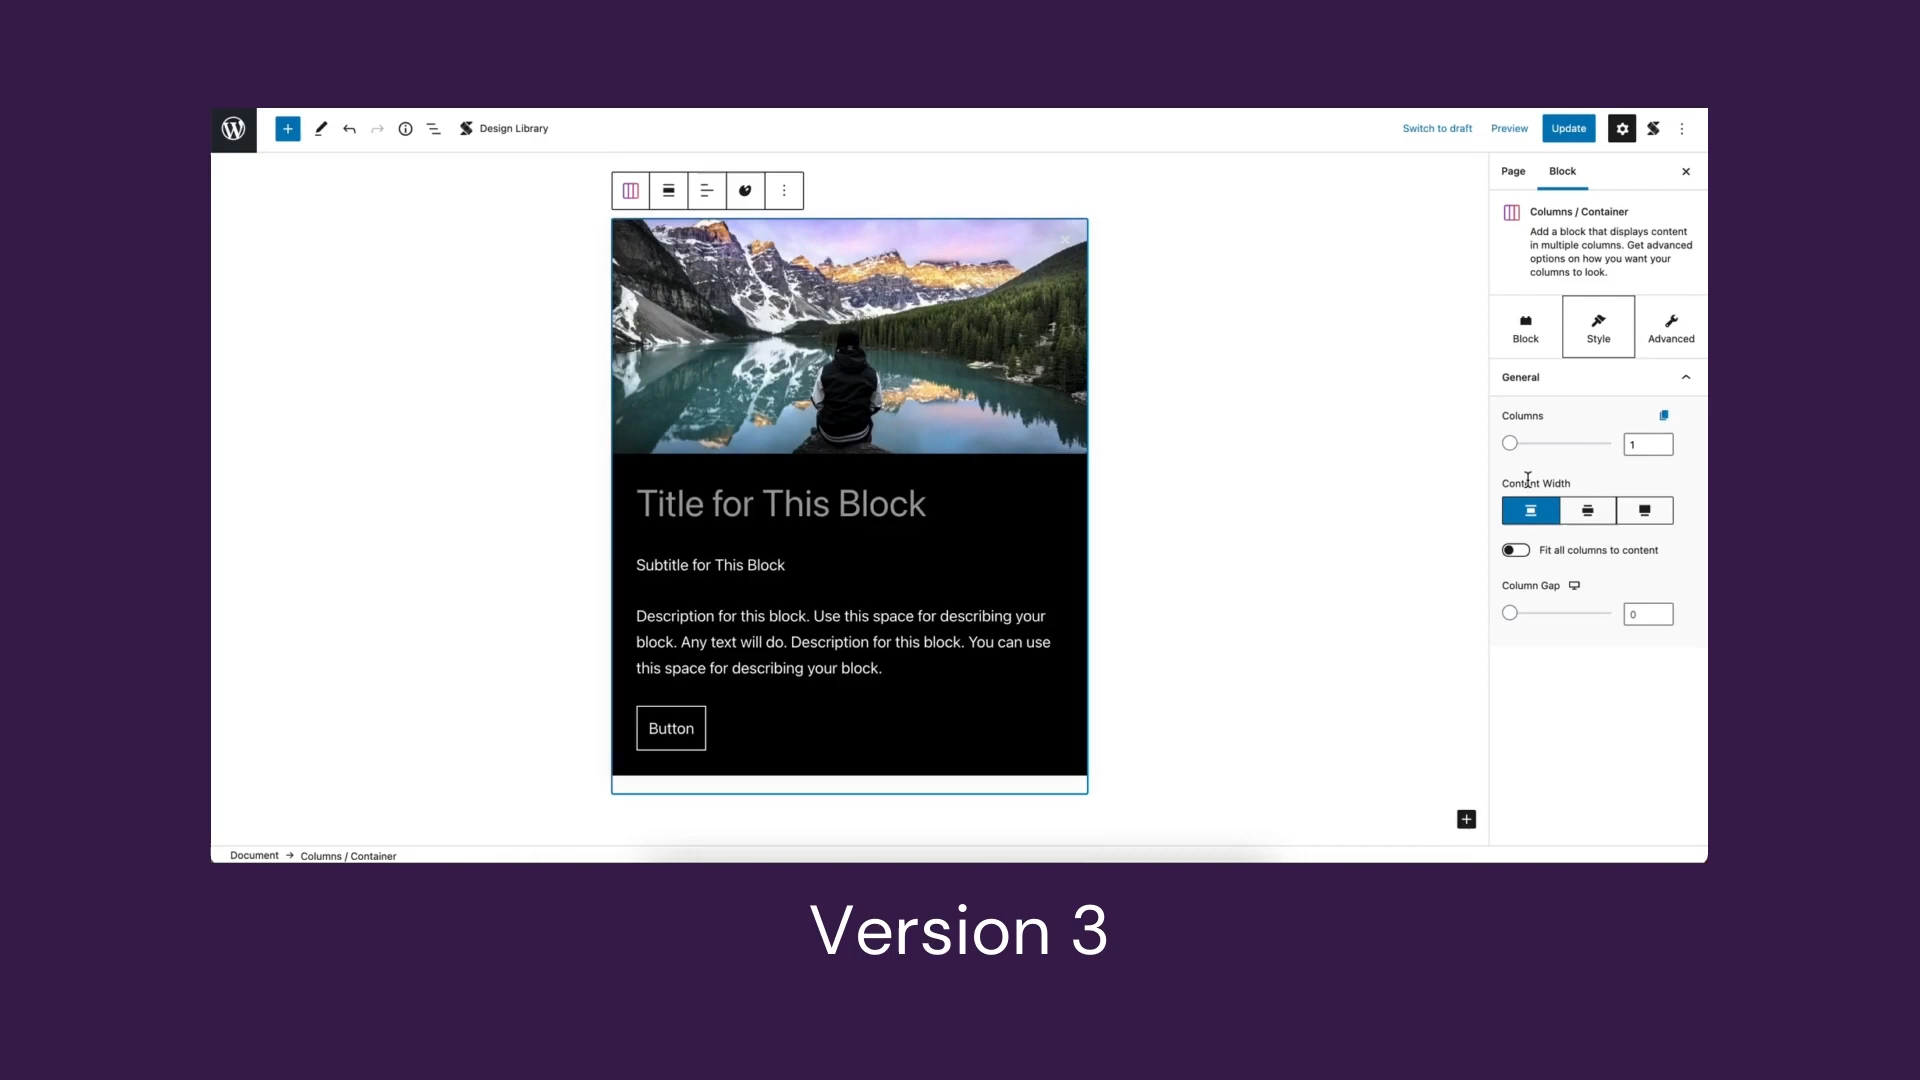 Design Library
Switch to draft
Preview
Update
Page
Block
Columns / Container
Add a block that displays content
in multiple columns. Get advanced
options on how you want your
columns to look.
Block
Style
Advanced
General
Columns
1
Content Width
Fit all columns to content
Column Gap
0
Title for This Block
Subtitle for This Block
Description for this block. Use this space for describing your
block. Any text will do. Description for this block. You can use
this space for describing your block.
Button
Document → Columns / Container
Version 3